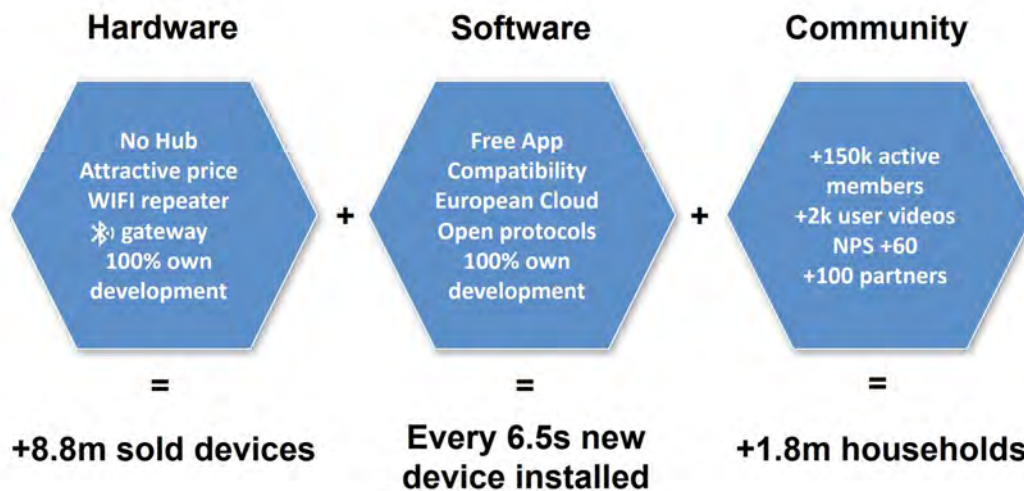 Hardware
No Hub
Attractive price
WIFI repeater
gateway
100% own
development
=
+8.8m sold devices
+
Software
Free App
Compatibility
European Cloud
Open protocols
100% own
development
=
Every 6.5s new
device installed
+
Community
+150k active
members
+2k user videos
NPS +60
+100 partners
=
+1.8m households